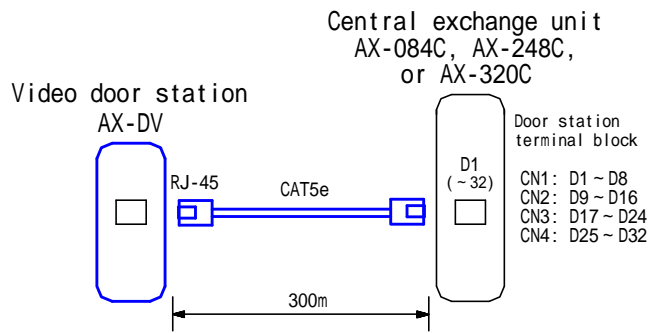 Central exchange unit
AX-084C, AX-248C,
or AX-320C
Video door station
AX-DV
Door station
terminal block
RJ-45
CAT5e
D1
(~32)
CN1: D1~D8
CN2: D9~D16
CN3: D17~D24
CN4: D25~D32
300m